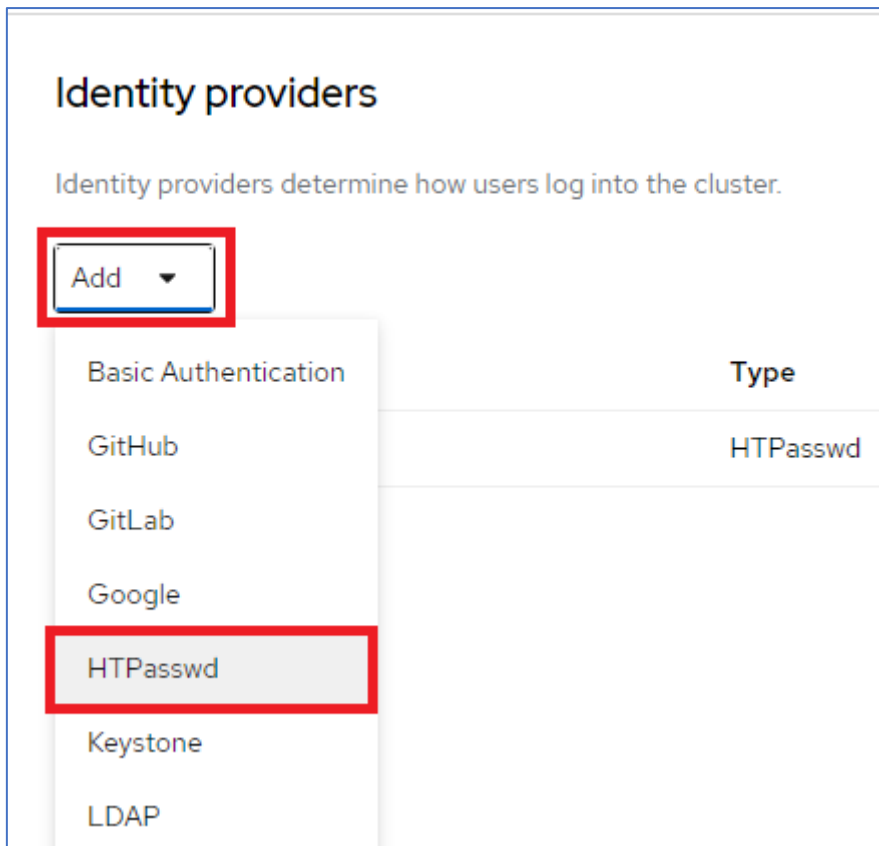 Identity providers
Identity providers determine how users log into the cluster.
Add
Basic Authentication
Type
GitHub
HTPasswd
GitLab
Google
HTPasswd
Keystone
LDAP